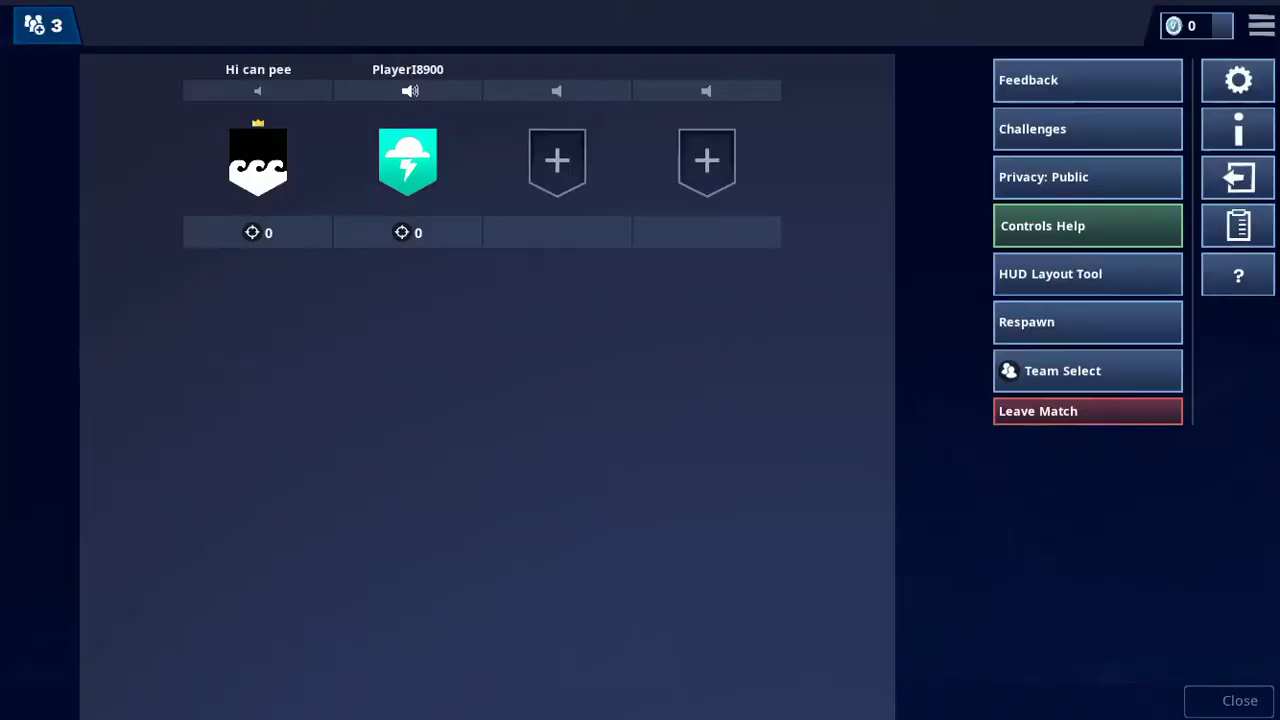 3
0
Hi can pee
PlayerI8900
0
0
Feedback
Challenges
Privacy: Public
Controls Help
HUD Layout Tool
?
Respawn
Team Select
Leave Match
Close